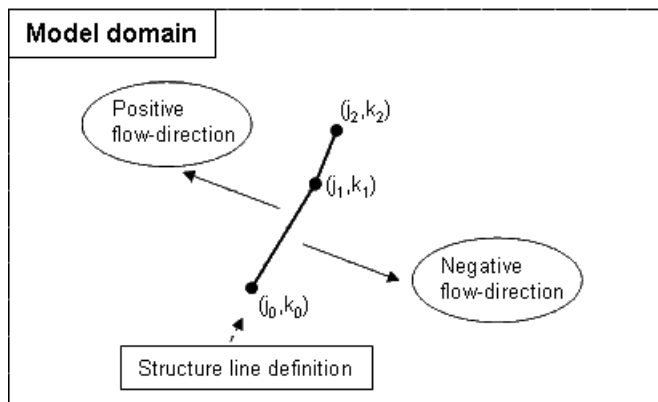 Model domain
Positive
flow-direction
(j₂,k₂)
(j₁,k₁)
Negative
flow-direction
(j₀,k₀)
Structure line definition